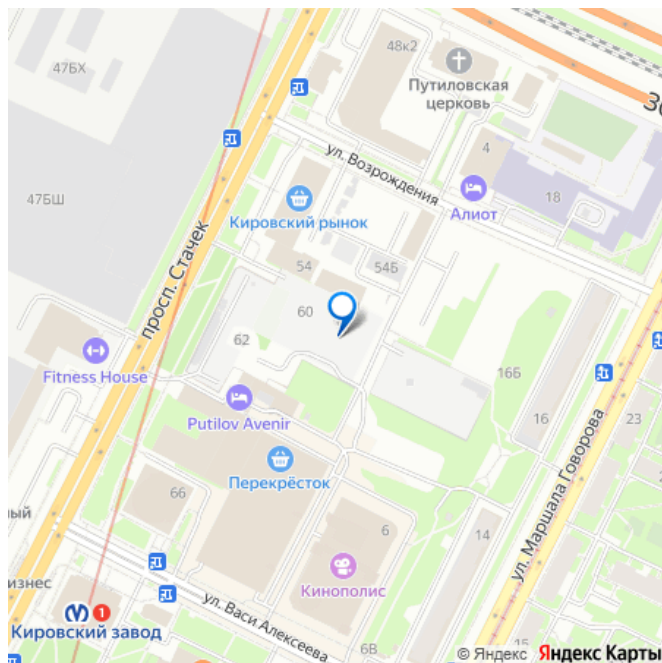 48к2
47БХ
Путиловская
церковь
ул. Возрождения
4
47БШ
18
Алиот
Кировский рынок
просп. Стачек
54
54Б
60
62
Fitness House
16Б
Putilov Avenir
16
23
Перекрёсток
66
ул. Маршала Говорова
14
6
Кинополис
ул. Васи Алексеева
1
Кировский завод
6В
15
© Яндекс Яндекс Карты